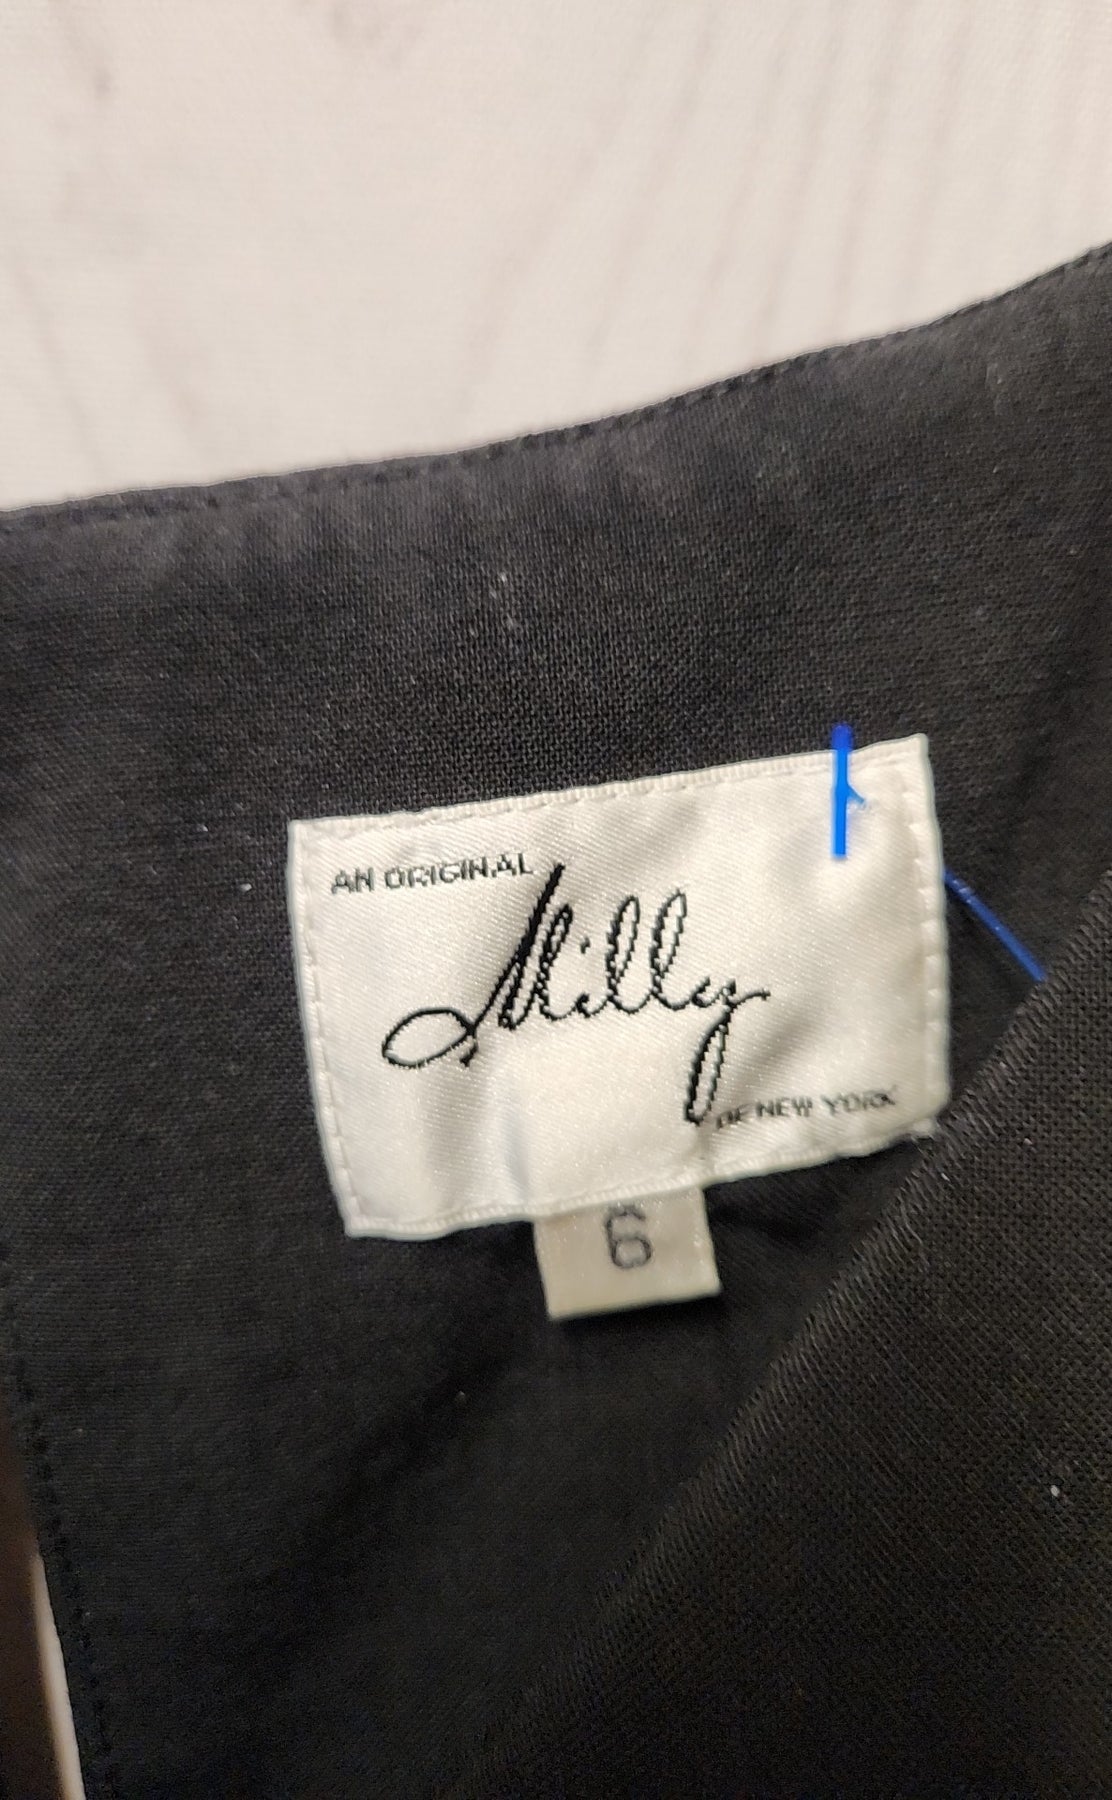 AN ORIGINAL
Milly
OF NEW YORK
6